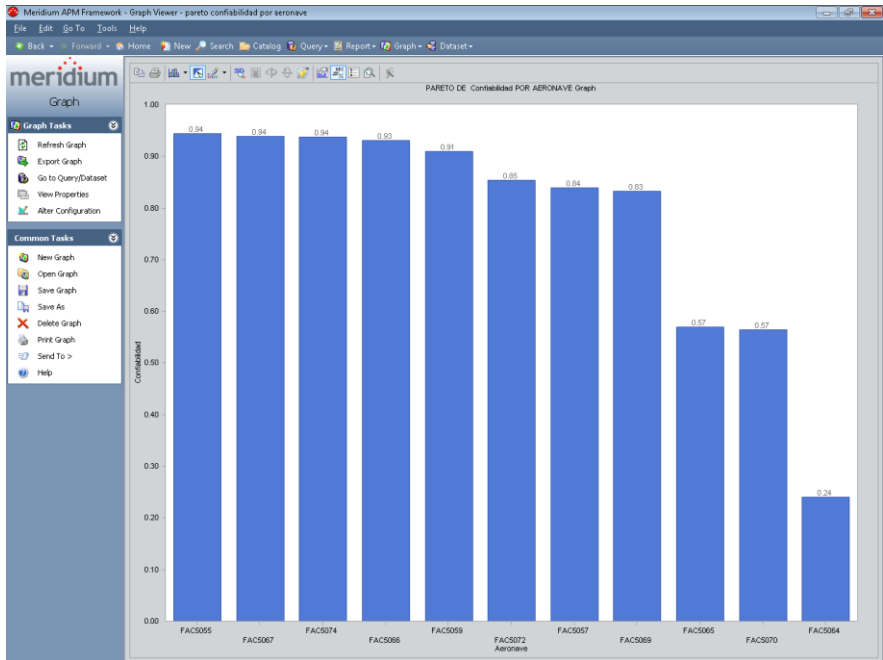 Meridium APM Framework - Graph Viewer - pareto confiabilidad por aeronave
File Edit Go To Tools Help
Back Forward Home New Search Catalog Query Report Graph Dataset
meridium
Graph
Graph Tasks
Refresh Graph
Export Graph
Go to Query/Dataset
View Properties
Alter Configuration
Common Tasks
New Graph
Open Graph
Save Graph
Save As
Delete Graph
Print Graph
Send To >
Help
PARETO DE Confiabilidad POR AERONAVE Graph
Confiabilidad
1.00
0.90
0.80
0.70
0.60
0.50
0.40
0.30
0.20
0.10
0.00
0.94 0.94 0.94 0.93 0.91 0.85 0.84 0.83 0.57 0.57 0.24
FAC5055 FAC5067 FAC5074 FAC5066 FAC5059 FAC5072 FAC5057 FAC5069 FAC5065 FAC5070 FAC5064
Aeronave